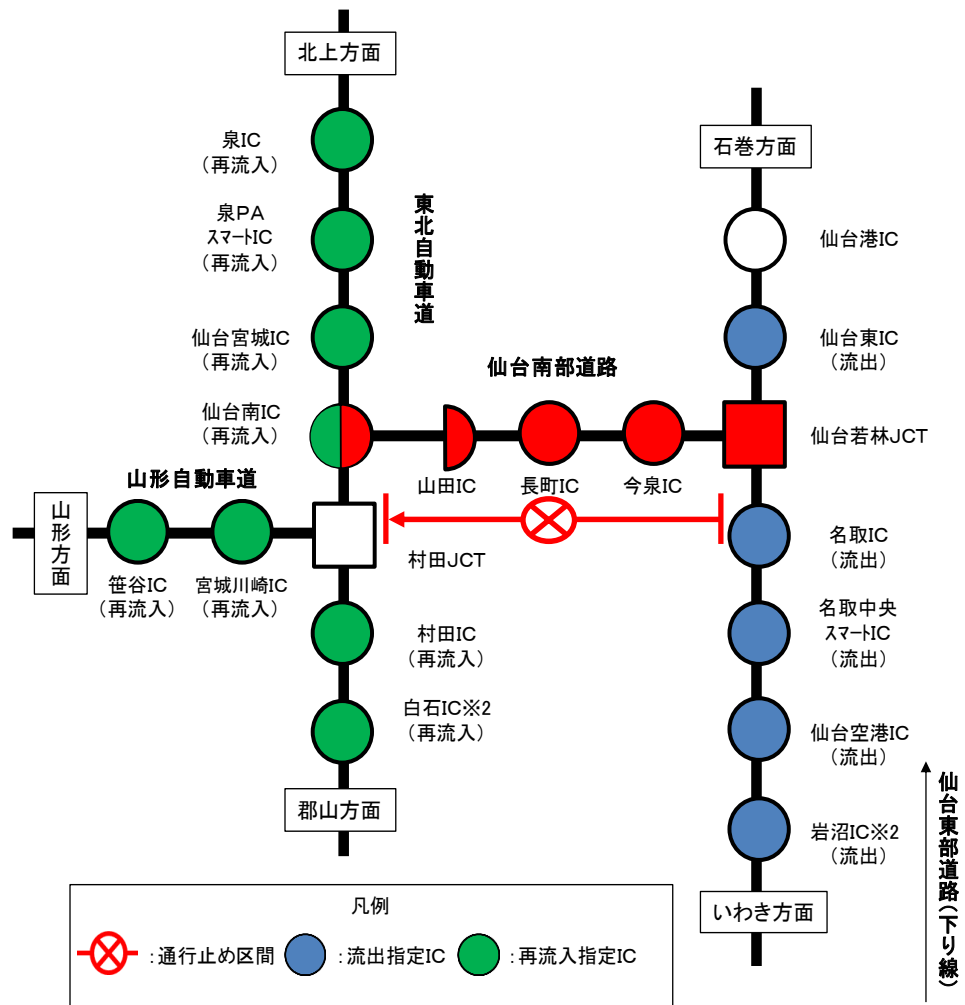 北上方面
泉IC
(再流入)
泉PA
スマートIC
(再流入)
仙台宮城IC
(再流入)
仙台南IC
(再流入)
東北自動車道
石巻方面
仙台港IC
仙台東IC
(流出)
仙台南部道路
仙台若林JCT
山田IC
長町IC
今泉IC
山形自動車道
山形方面
笹谷IC
(再流入)
宮城川崎IC
(再流入)
村田JCT
名取IC
(流出)
村田IC
(再流入)
名取中央
スマートIC
(流出)
白石IC※2
(再流入)
仙台空港IC
(流出)
郡山方面
岩沼IC※2
(流出)
いわき方面
仙台東部道路(下り線)
凡例
:通行止め区間
:流出指定IC
:再流入指定IC